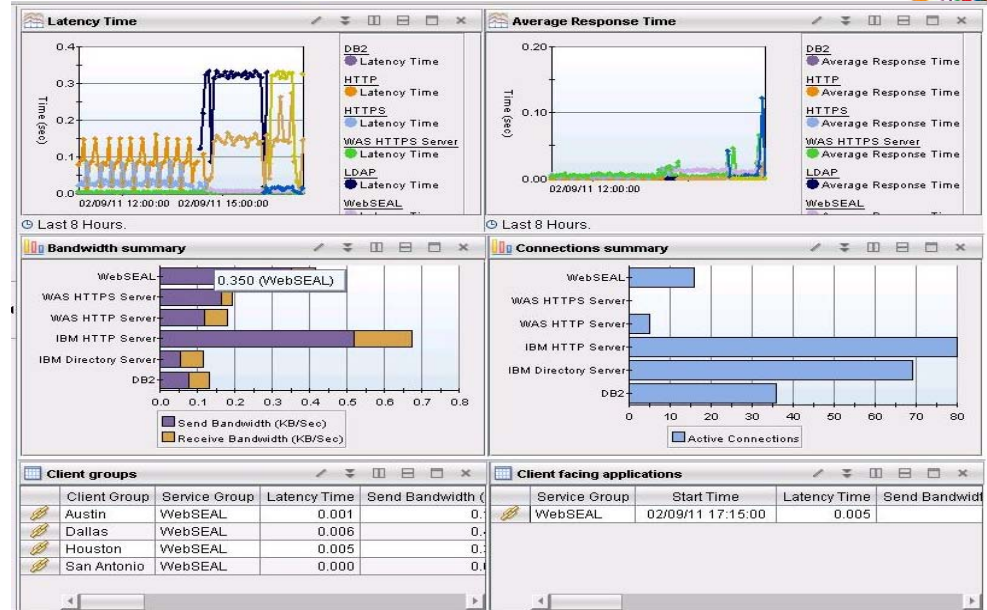 Latency Time
0.4
0.3
0.2
0.1
0.0
Time (sec)
02/09/11 12:00:00 02/09/11 15:00:00
DB2
Latency Time
HTTP
Latency Time
HTTPS
Latency Time
WAS HTTPS Server
Latency Time
LDAP
Latency Time
WebSEAL
Last 8 Hours.
Average Response Time
0.20
0.10
0.00
Time (sec)
02/09/11 12:00:00
DB2
Average Response Time
HTTP
Average Response Time
HTTPS
Average Response Time
WAS HTTPS Server
Average Response Time
LDAP
Average Response Time
WebSEAL
Last 8 Hours.
Bandwidth summary
WebSEAL
0.350 (WebSEAL)
WAS HTTPS Server
WAS HTTP Server
IBM HTTP Server
IBM Directory Server
DB2
0.0 0.1 0.2 0.3 0.4 0.5 0.6 0.7 0.8
Send Bandwidth (KB/Sec)
Receive Bandwidth (KB/Sec)
Connections summary
WebSEAL
WAS HTTPS Server
WAS HTTP Server
IBM HTTP Server
IBM Directory Server
DB2
0 10 20 30 40 50 60 70 80
Active Connections
Client groups
Client Group Service Group Latency Time Send Bandwidth (
Austin WebSEAL 0.001
Dallas WebSEAL 0.006
Houston WebSEAL 0.005
San Antonio WebSEAL 0.000
Client facing applications
Service Group Start Time Latency Time Send
WebSEAL 02/09/11 17:15:00 0.005